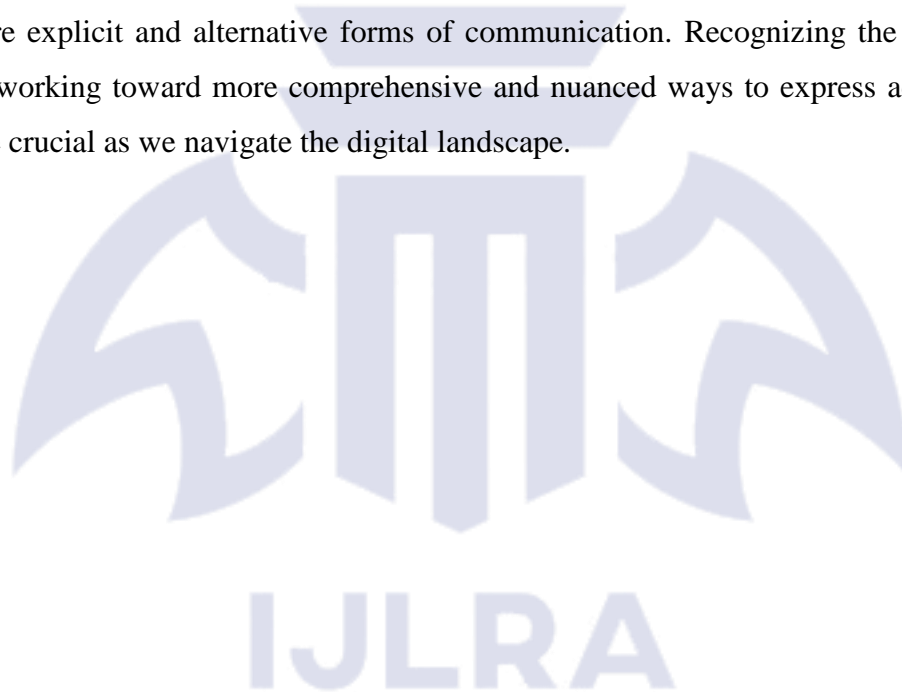 re explicit and alternative forms of communication. Recognizing the
working toward more comprehensive and nuanced ways to express a
crucial as we navigate the digital landscape.
IJLRA